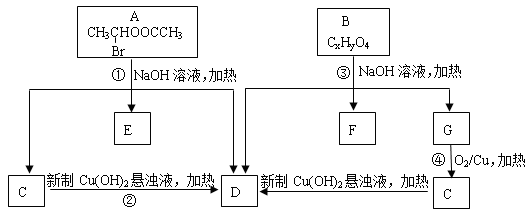 A
CH₃CHOOCCH₃
Br
B
CxHyO₄
① NaOH 溶液,加热
③ NaOH 溶液,加热
E
F
G
④ O₂/Cu,加热
C
新制 Cu(OH)₂悬浊液,加热
②
D
新制 Cu(OH)₂悬浊液,加热
C